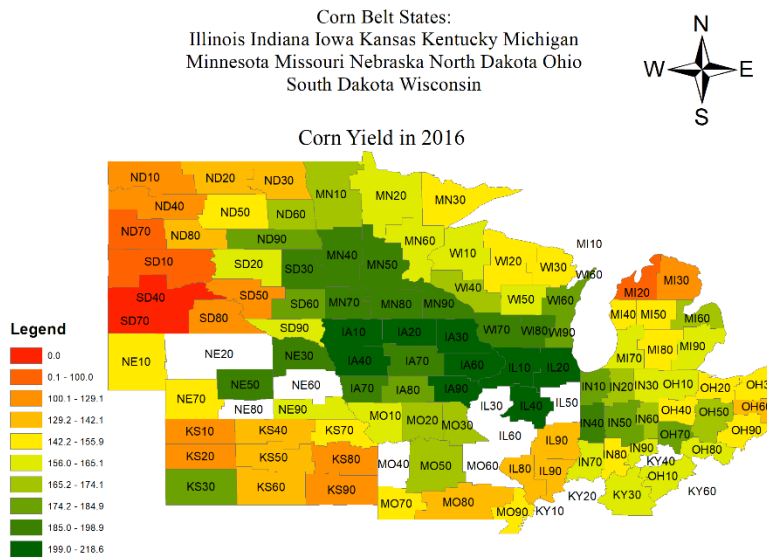 Corn Belt States:
Illinois Indiana Iowa Kansas Kentucky Michigan
Minnesota Missouri Nebraska North Dakota Ohio
South Dakota Wisconsin
N
W E
S
Corn Yield in 2016
ND10 ND20 ND30 MN10 MN20 MN30
ND40 ND50 ND60
ND70 ND80 ND90 MN40 MN50 MN60 WI10 WI20 WI30 MI10
SD10 SD20 SD30 WI40 WI60 MI20 MI30
SD40 SD50 SD60 MN70 MN80 MN90 WI50 WI60 MI40 MI50 MI60
SD70 SD80 SD90 IA10 IA20 IA30 WI70 WI80 WI90 MI70 MI80 MI90
NE10 NE20 NE30 IA40 IA70 IA60 IL10 IL20
NE50 NE60 IA70 IA80 IA90 IN10 IN20 IN30 OH10 OH20 OH3
NE70 NE80 NE90 MO10 MO20 MO30 IL30 IL40 IL50 IN40 IN50 IN60 OH40 OH50 OH60
KS10 KS40 KS70 IL60 IL90 OH70 OH90
KS20 KS50 KS80 MO40 MO50 MO60 IL80 IL90 IN70 IN80 IN90 KY40 OH80
KS30 KS60 KS90 MO70 MO80 MO90 KY10 KY20 KY30 OH10 KY60
Legend
0.0
0.1 - 100.0
100.1 - 129.1
129.2 - 142.1
142.2 - 155.9
156.0 - 165.1
165.2 - 174.1
174.2 - 184.9
185.0 - 198.9
199.0 - 218.6